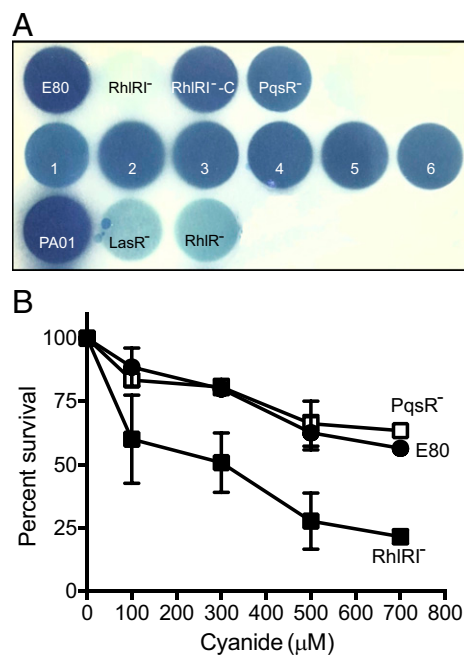 A
E80 RhlRI⁻ RhlRI⁻-C PqsR⁻
1 2 3 4 5 6
PA01 LasR⁻ RhlR⁻
B
100
75
50
25
0
Percent survival
PqsR⁻
E80
RhlRI⁻
0 100 200 300 400 500 600 700 800
Cyanide (μM)